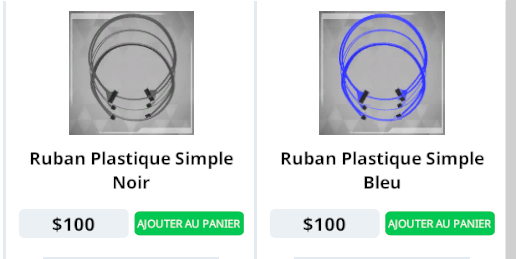 Ruban Plastique Simple
Noir
$100
AJOUTER AU PANIER
Ruban Plastique Simple
Bleu
$100
AJOUTER AU PANIER